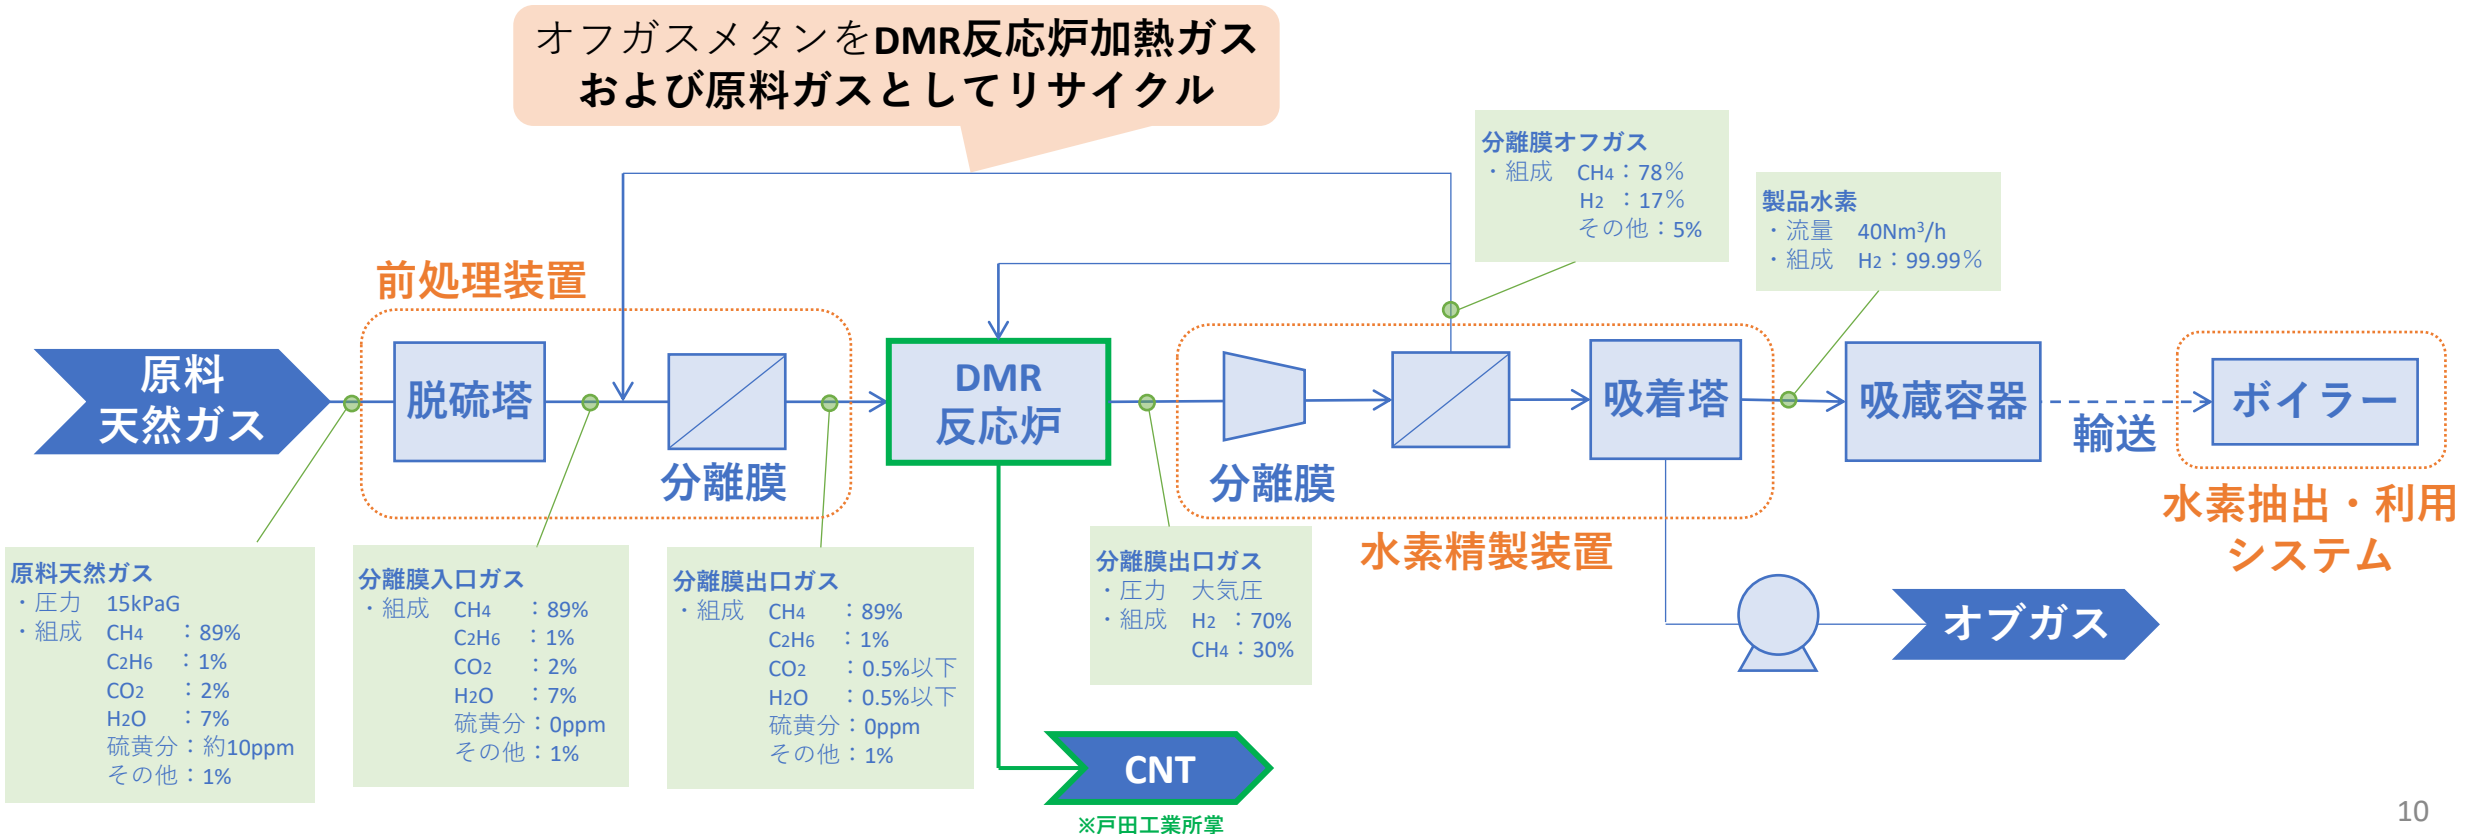 オフガスメタンをDMR反応炉加熱ガス
および原料ガスとしてリサイクル
分離膜オフガス
・組成 CH4：78％
H2 ：17％
その他：5%
製品水素
・流量 40Nm³/h
・組成 H2：99.99％
前処理装置
原料
天然ガス
脱硫塔
分離膜
DMR
反応炉
分離膜
吸着塔
水素精製装置
吸蔵容器
輸送
ボイラー
水素抽出・利用
システム
原料天然ガス
・圧力 15kPaG
・組成 CH4 ：89%
C2H6 ：1%
CO2 ：2%
H2O ：7%
硫黄分：約10ppm
その他：1%
分離膜入口ガス
・組成 CH4 ：89%
C2H6 ：1%
CO2 ：2%
H2O ：7%
硫黄分：0ppm
その他：1%
分離膜出口ガス
・組成 CH4 ：89%
C2H6 ：1%
CO2 ：0.5%以下
H2O ：0.5%以下
硫黄分：0ppm
その他：1%
分離膜出口ガス
・圧力 大気圧
・組成 H2 ：70%
CH4：30%
オブガス
CNT
※戸田工業所掌
10